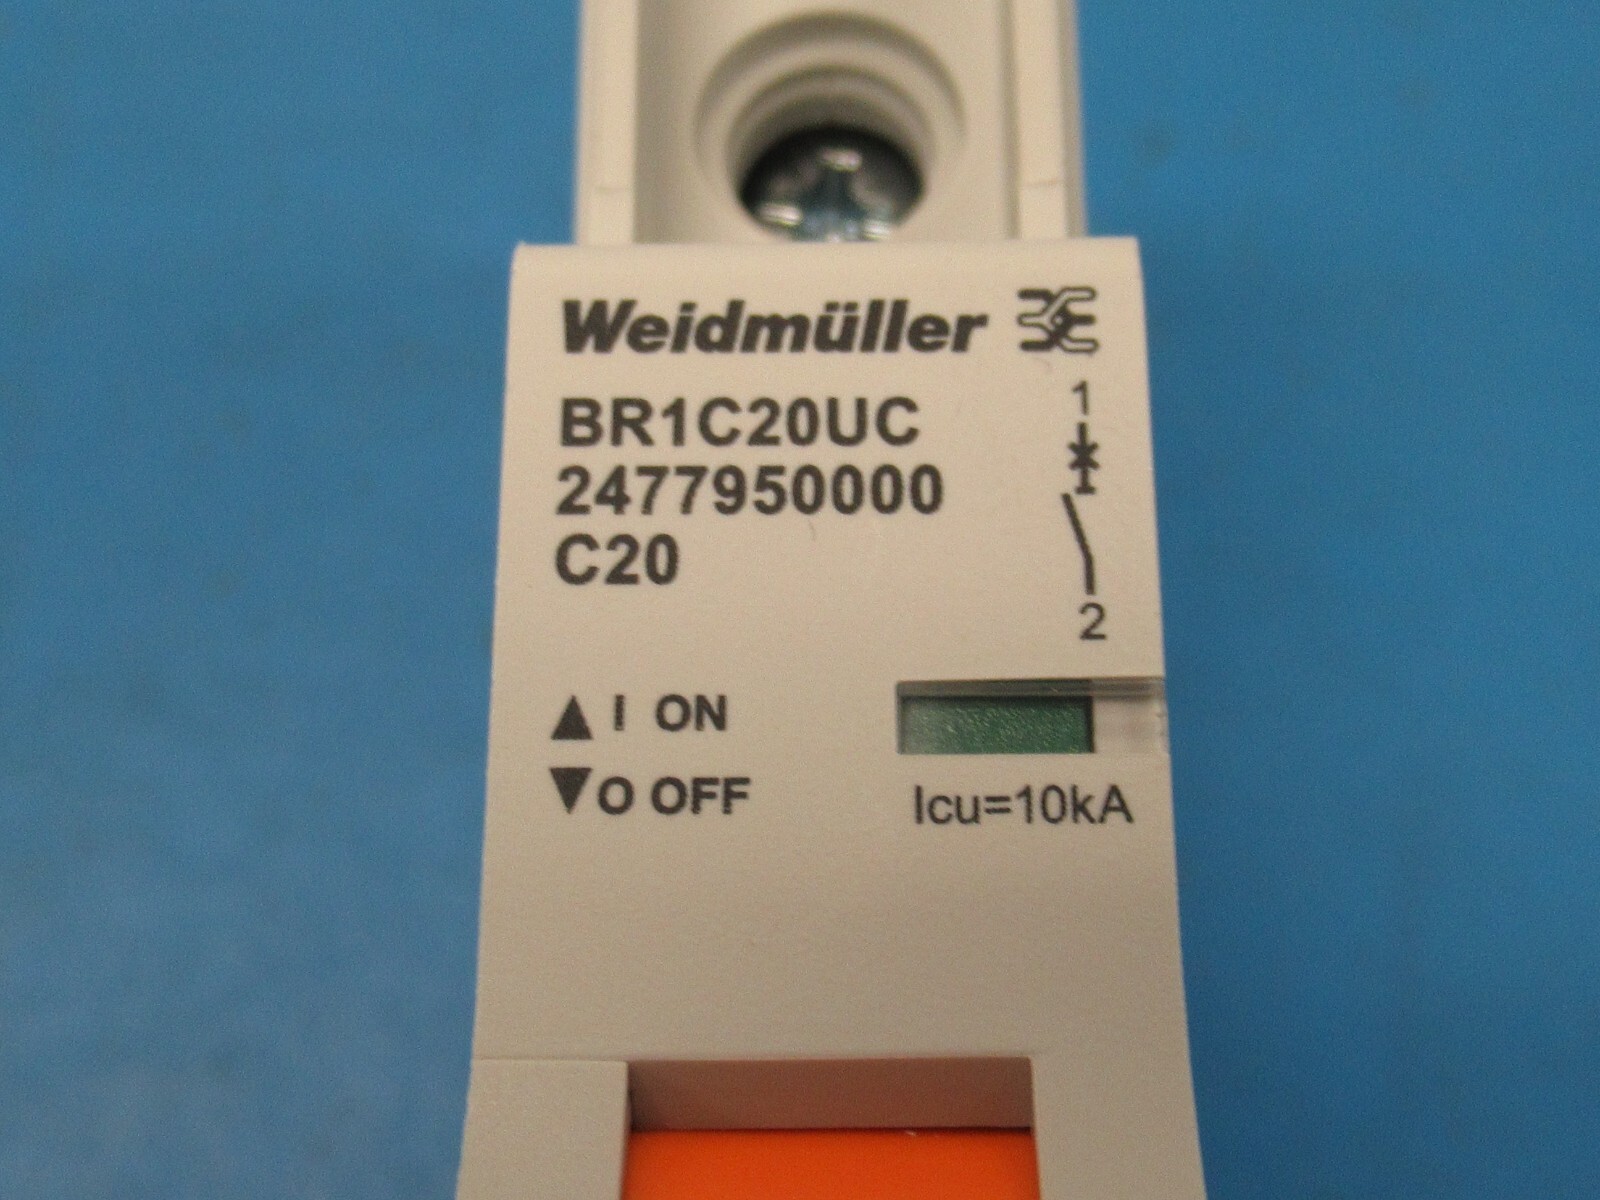 Weidmüller
BR1C20UC
2477950000
C20
1
2
▲ I ON
▼ O OFF
Icu=10kA